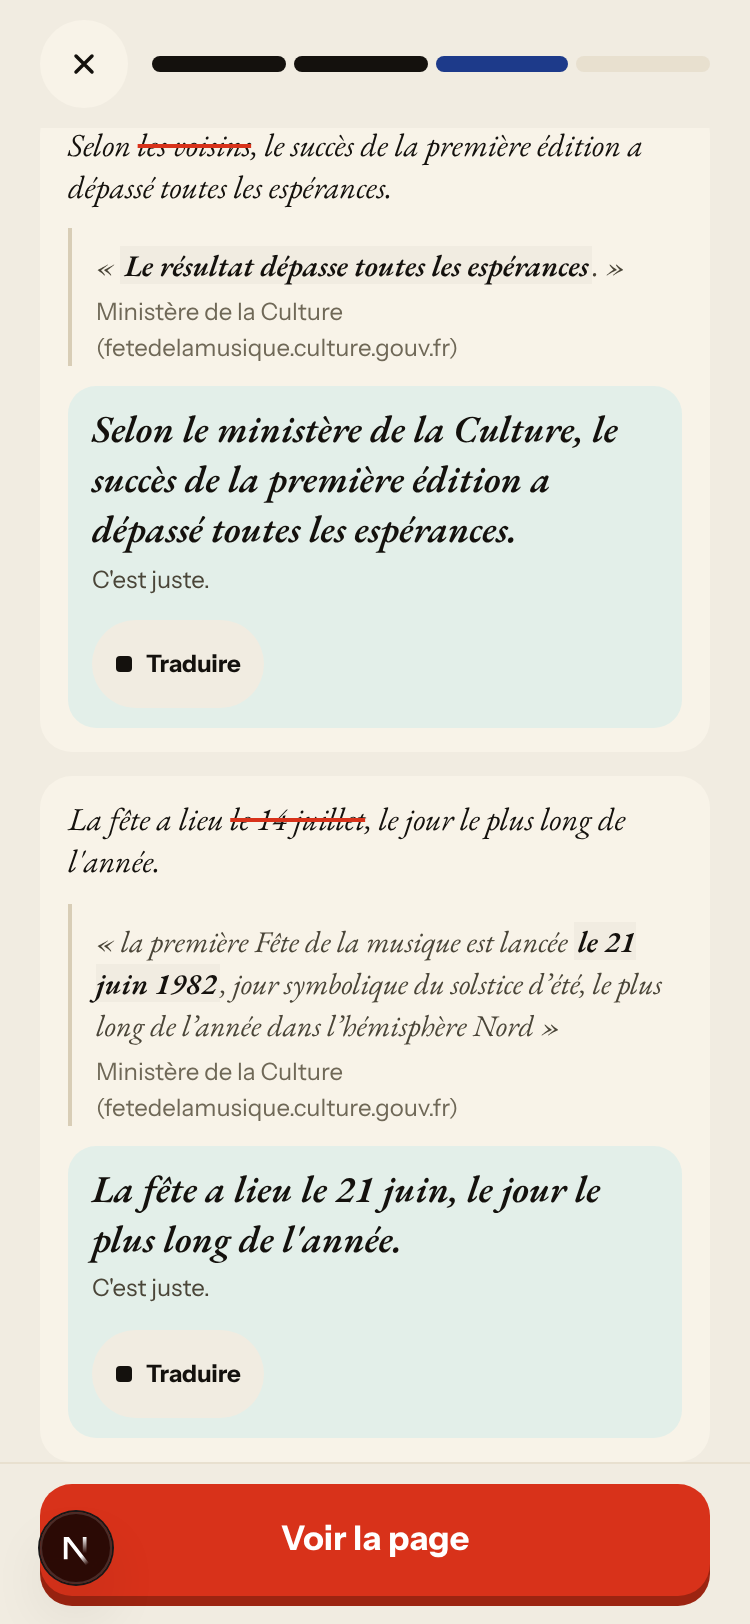 Selon les voisins, le succès de la première édition a
dépassé toutes les espérances.
« Le résultat dépasse toutes les espérances. »
Ministère de la Culture
(fetedelamusique.culture.gouv.fr)
Selon le ministère de la Culture, le
succès de la première édition a
dépassé toutes les espérances.
C'est juste.
Traduire
La fête a lieu le 14 juillet, le jour le plus long de
l'année.
« la première Fête de la musique est lancée le 21
juin 1982, jour symbolique du solstice d’été, le plus
long de l’année dans l’hémisphère Nord »
Ministère de la Culture
(fetedelamusique.culture.gouv.fr)
La fête a lieu le 21 juin, le jour le
plus long de l'année.
C'est juste.
Traduire
Voir la page
N